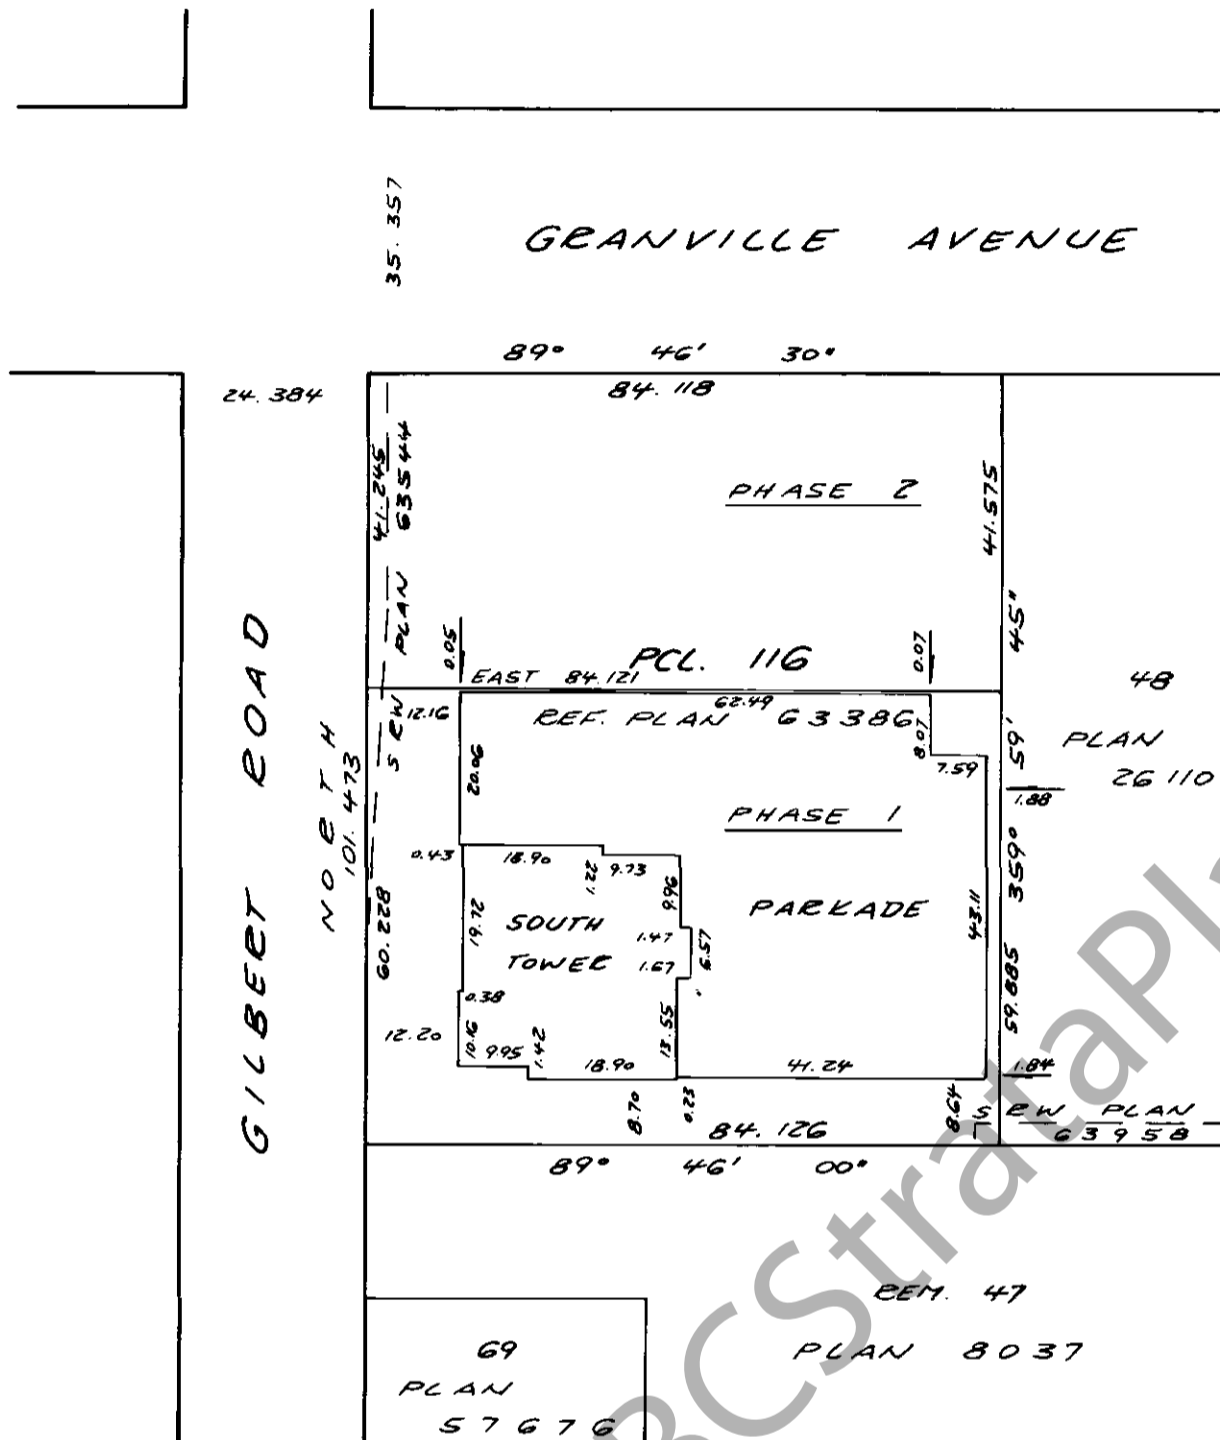 35.357
GRANVILLE AVENUE
89° 46' 30"
24.384
84.118
41.245
PLAN 63544
S RW
PHASE 2
41.575
45"
0.05
PCL. 116
0.07
EAST 84.121
62.49
12.16
REF. PLAN 63386
8.07
7.59
48
PLAN
26110
59'
1.88
359°
GILBERT ROAD
NORTH
101.473
20.06
PHASE 1
0.43
18.90
1.22
9.73
9.96
PARKADE
43.11
60.228
19.72
SOUTH
TOWER
1.47
1.67
6.57
59.885
0.38
12.20
10.16
9.95
1.42
18.90
13.55
41.24
1.84
8.70
0.23
8.64
S RW PLAN
63958
84.126
89° 46' 00"
REM. 47
PLAN 8037
69
PLAN
57676
BCStrataPl